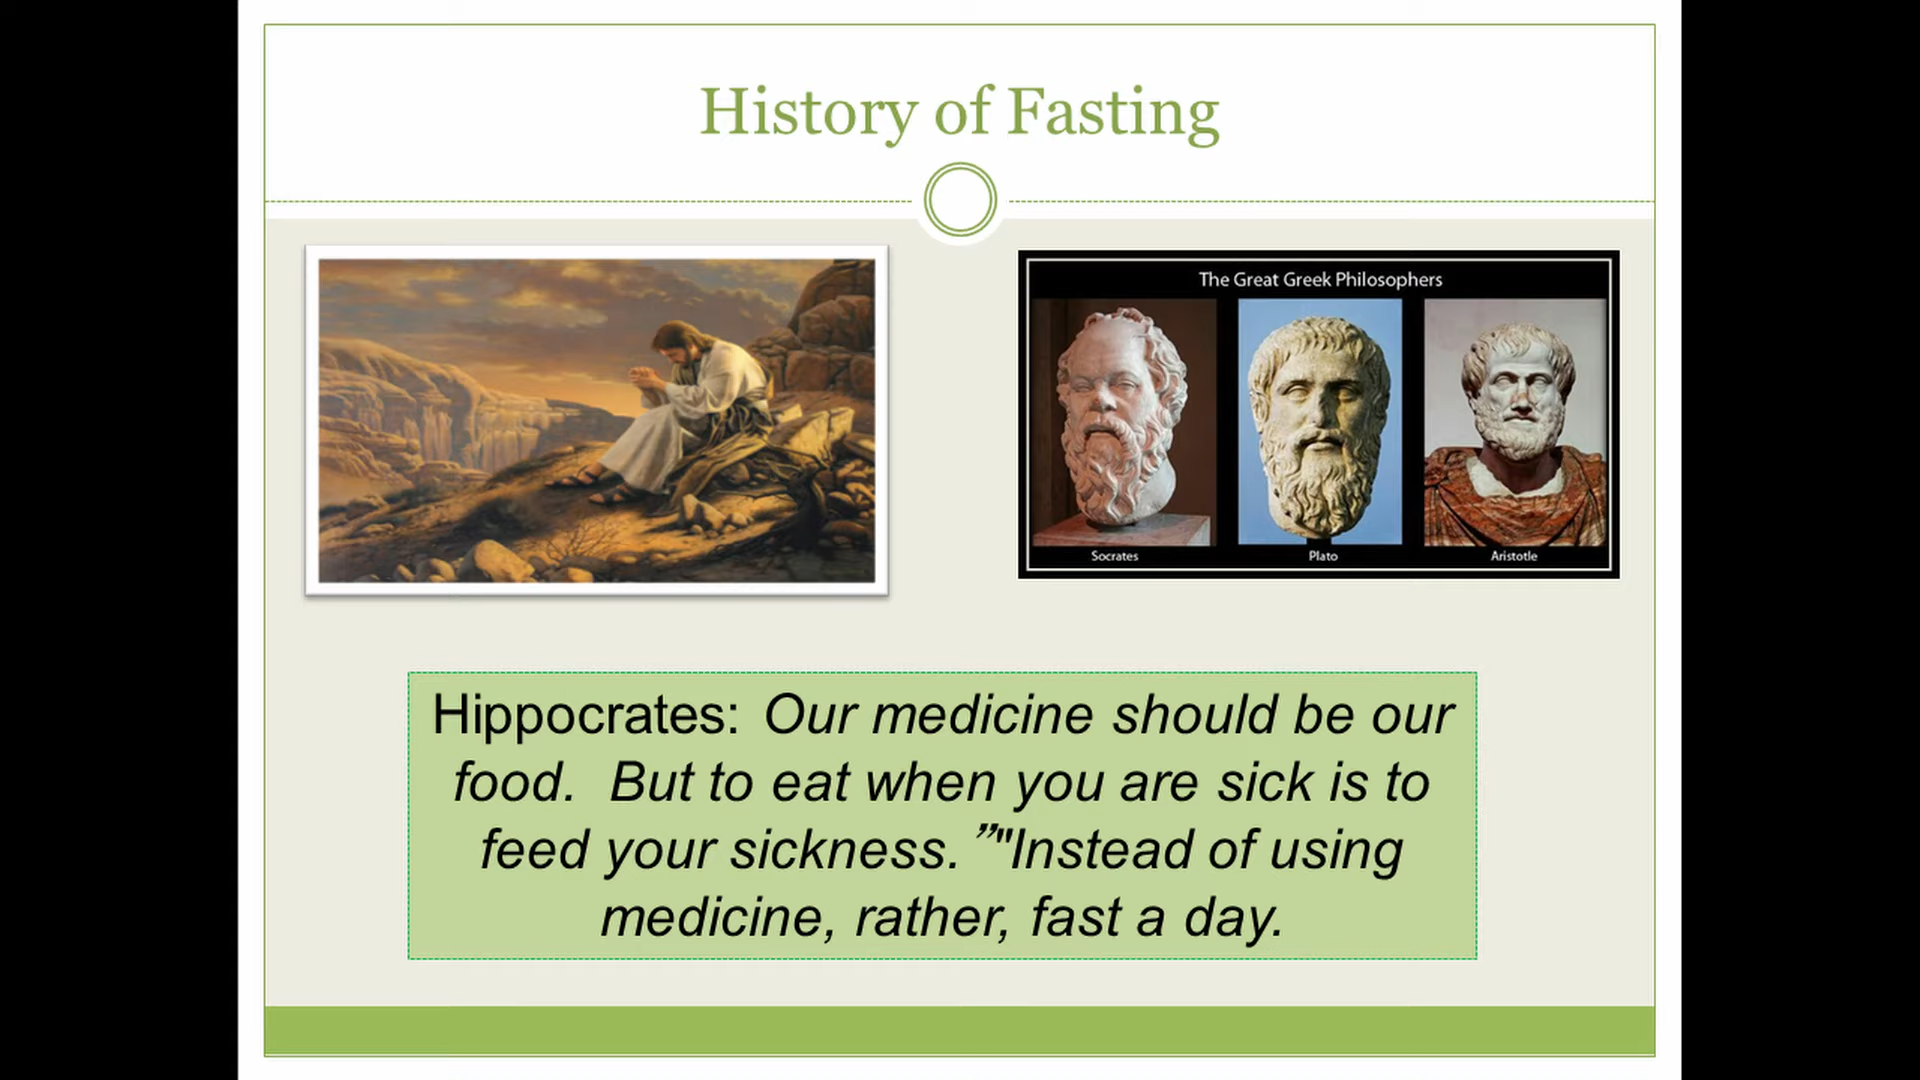 History of Fasting
The Great Greek Philosophers
Socrates
Plato
Aristotle
Hippocrates: Our medicine should be our
food.  But to eat when you are sick is to
feed your sickness. ”"Instead of using
medicine, rather, fast a day.